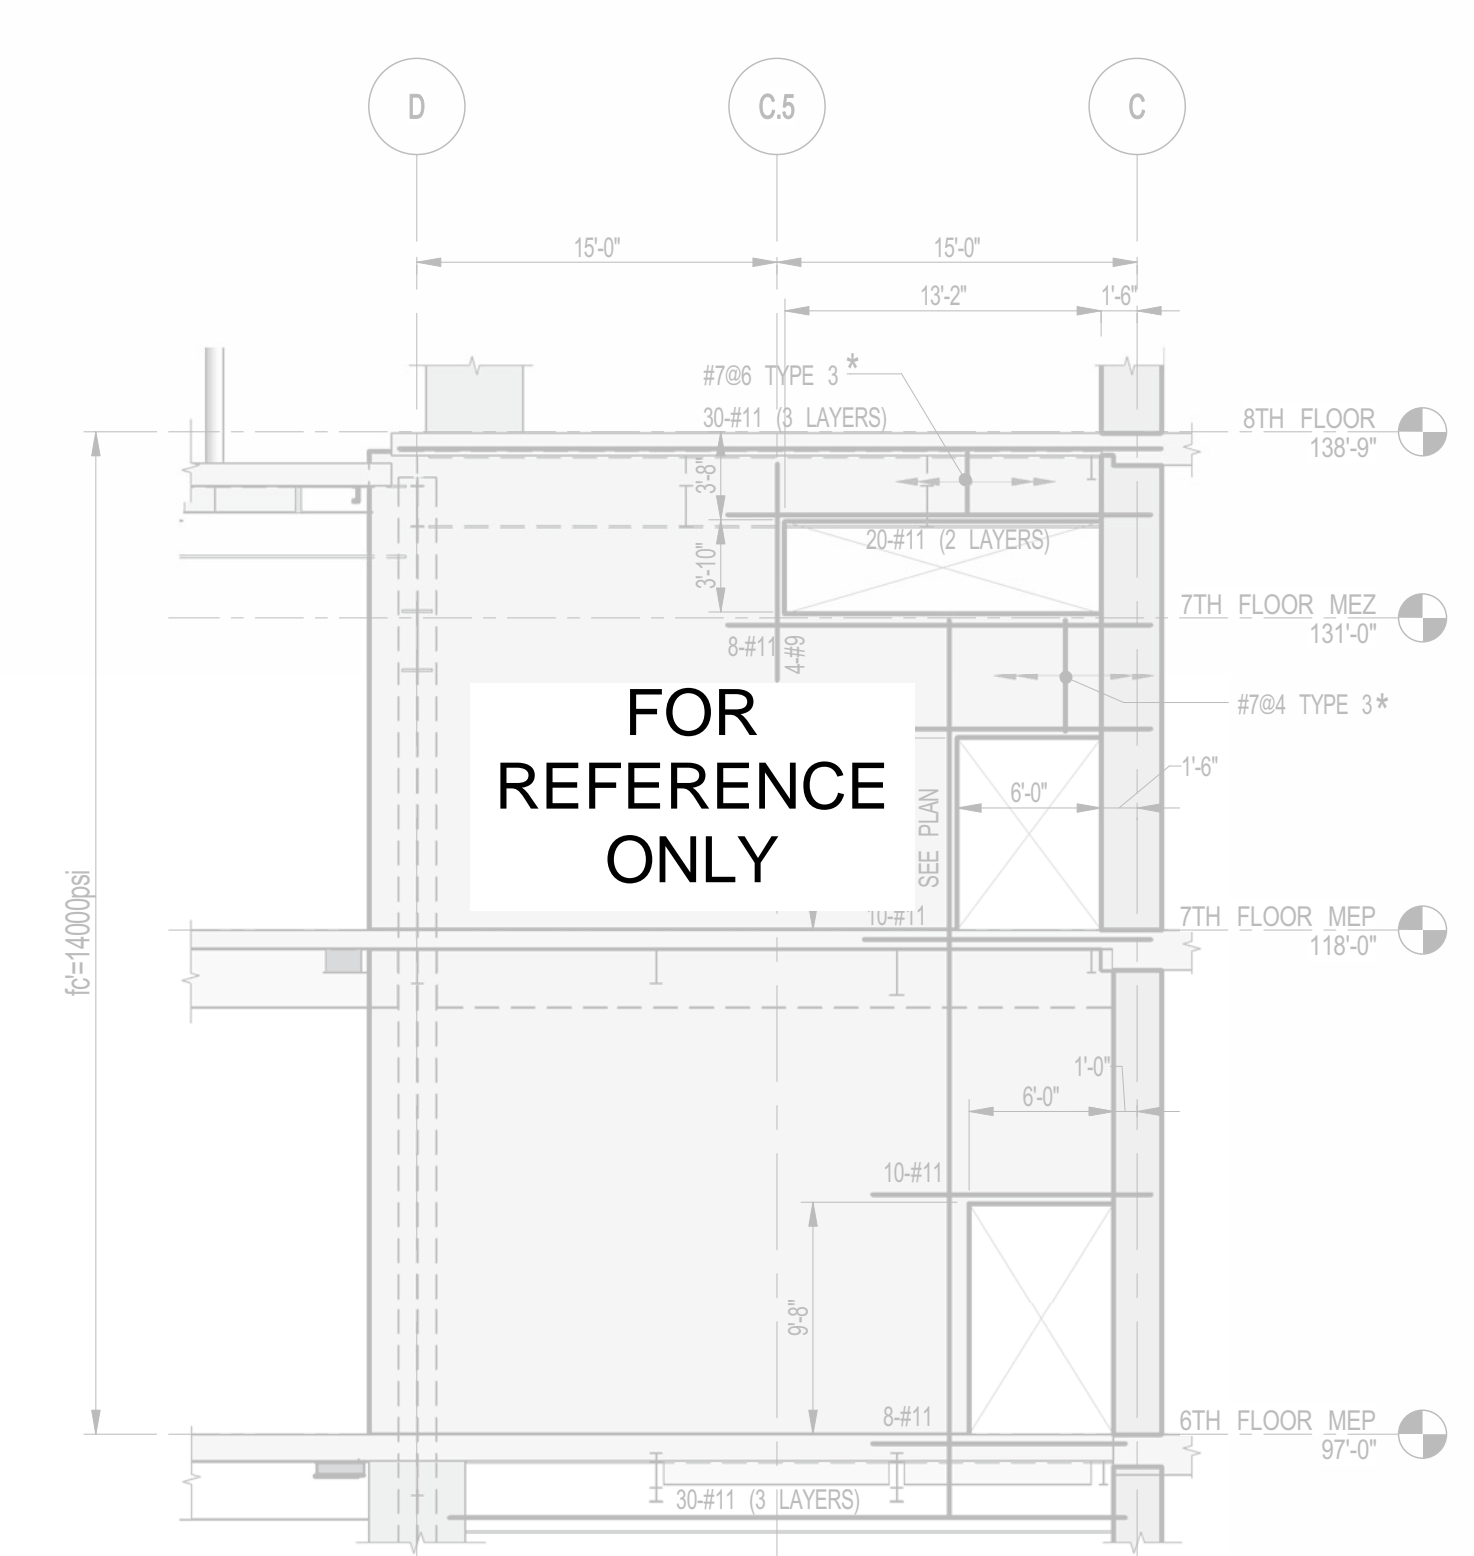 D
C.5
C
15'-0"
15'-0"
13'-2"
1'-6"
#7@6 TYPE 3 *
30-#11 (3 LAYERS)
8TH FLOOR
138'-9"
3'-8"
20-#11 (2 LAYERS)
3'-10"
7TH FLOOR MEZ
131'-0"
8-#11
4-#9
FOR
REFERENCE
ONLY
#7@4 TYPE 3*
1'-6"
6'-0"
SEE PLAN
fc'=14000psi
10-#11
7TH FLOOR MEP
118'-0"
1'-0"
6'-0"
10-#11
9'-8"
8-#11
6TH FLOOR MEP
97'-0"
30-#11 (3 LAYERS)